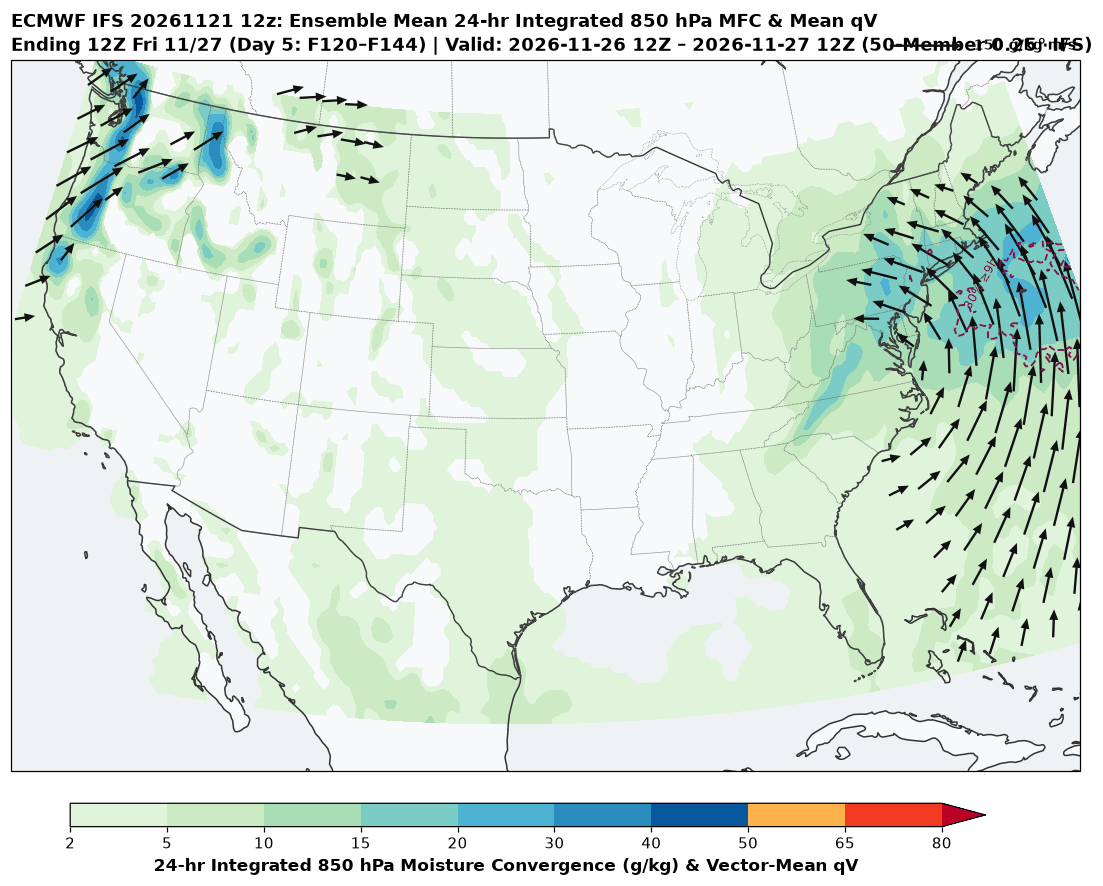 ECMWF IFS 20261121 12z: Ensemble Mean 24-hr Integrated 850 hPa MFC & Mean qV
Ending 12Z Fri 11/27 (Day 5: F120–F144) | Valid: 2026-11-26 12Z – 2026-11-27 12Z (50-Member 0.25° IFS)
2 5 10 15 20 30 40 50 65 80
24-hr Integrated 850 hPa Moisture Convergence (g/kg) & Vector-Mean qV